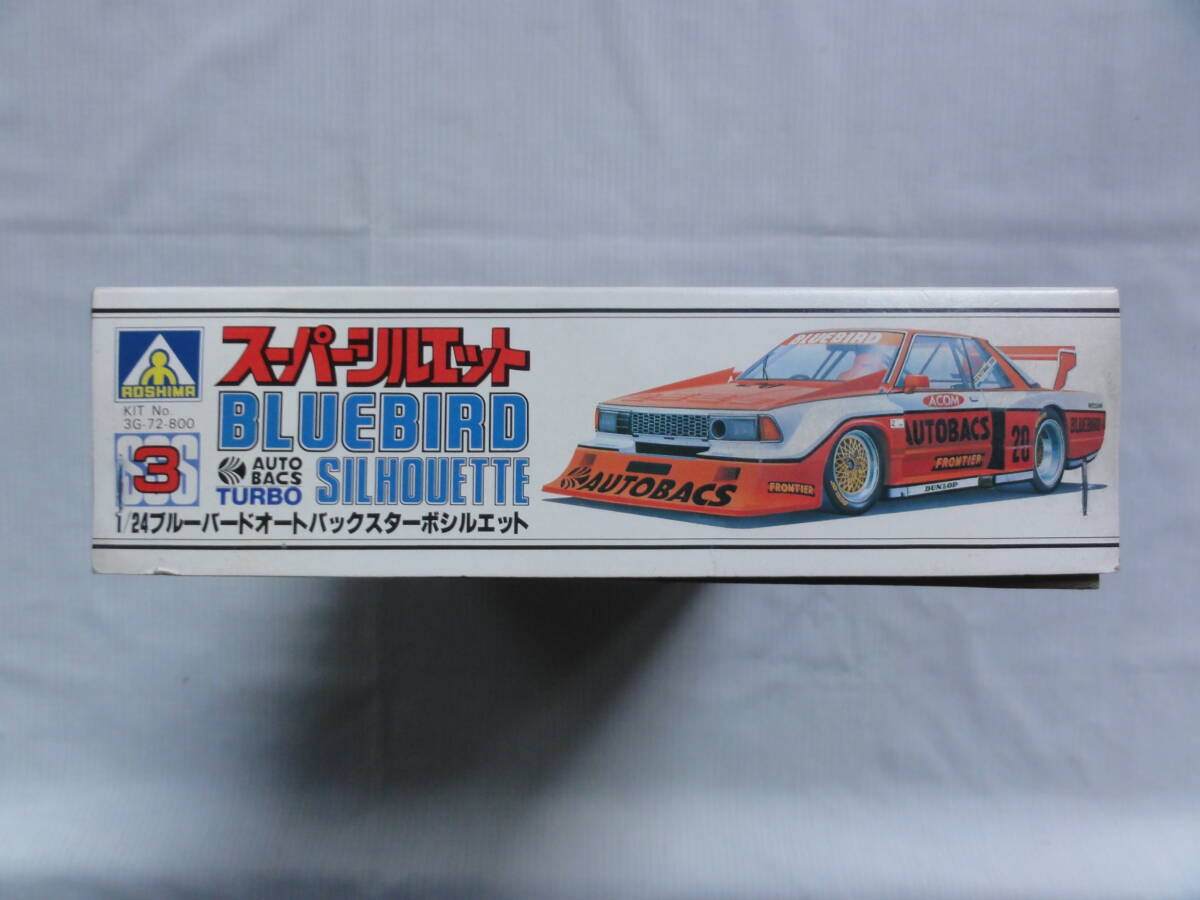 AOSHIMA
KIT No.
3G-72-800
SSS
3
スーパーシルエット
BLUEBIRD
AUTO
BACS
TURBO
SILHOUETTE
1/24ブルーバードオートバックスターボシルエット
BLUEBIRD
ACOM
AUTOBACS
20
FRONTIER
DUNLOP
BLUEBIRD
AUTOBACS
FRONTIER